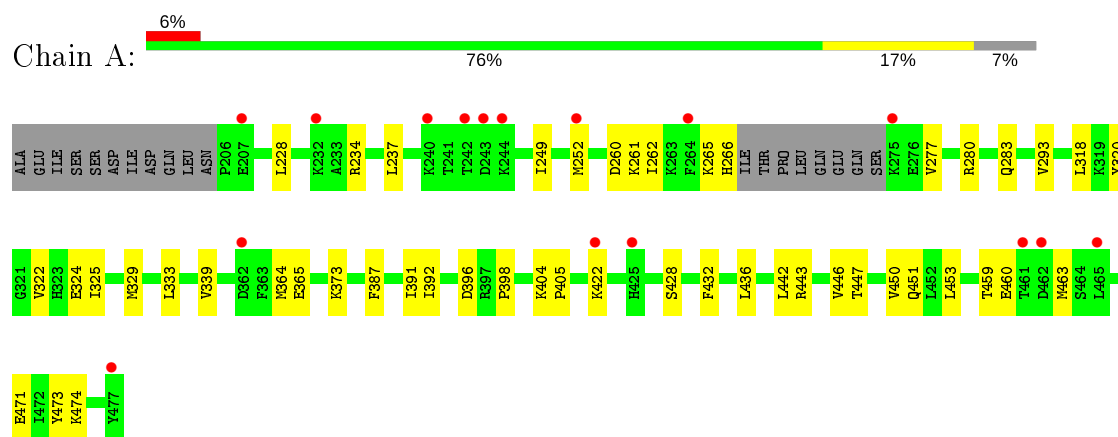 6%
Chain A:
76% 17% 7%
ALA GLU ILE SER SER ASP ILE ASP GLN LEU ASN P206 E207 L228 K232 A233 R234 L237 K240 T241 T242 D243 K244 I249 M252 D260 K261 I262 K263 F264 K265 H266 ILE THR PRO LEU GLN GLU GLN SER K275 E276 V277 R280 Q283 V293 L318 K319 Y320
G321 V322 H323 E324 I325 M329 L333 V339 D362 F363 M364 E365 K373 F387 I391 I392 D396 R397 P398 K404 P405 K422 H425 S428 F432 L436 L442 R443 V446 T447 V450 Q451 L452 L453 T459 E460 T461 D462 M463 S464 L465
E471 I472 Y473 K474 Y477